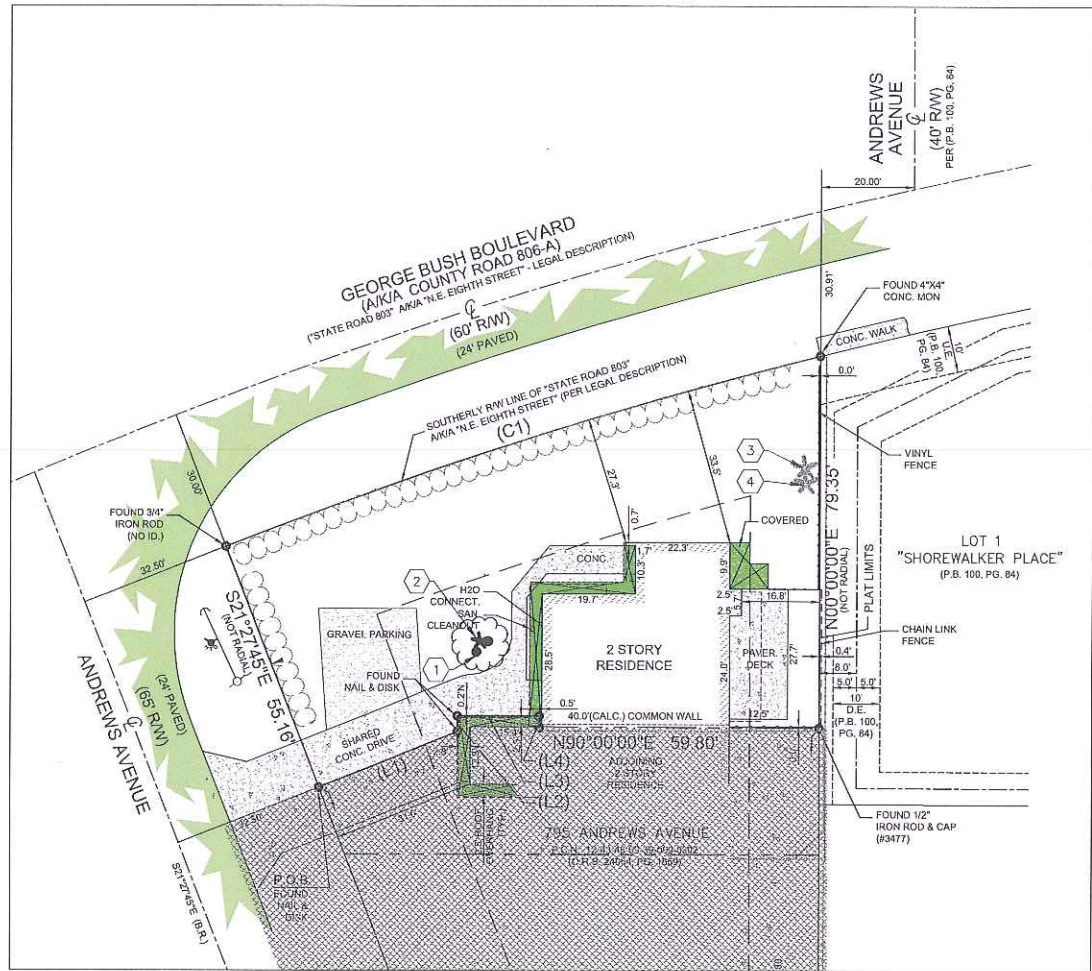 ANDREWS
AVENUE
(40' R/W)
PER (P.B. 100, PG. 84)
20.00'
GEORGE BUSH BOULEVARD
(A/K/A COUNTY ROAD 806-A)
("STATE ROAD 803" A/K/A "N.E. EIGHTH STREET" - LEGAL DESCRIPTION)
(60' R/W)
(24' PAVED)
30.91'
FOUND 4"X4"
CONC. MON
CONC. WALK
10'
U.E.
(P.B. 100,
PG. 84)
0.0'
SOUTHERLY R/W LINE OF "STATE ROAD 803"
A/K/A "N.E. EIGHTH STREET" (PER LEGAL DESCRIPTION)
(C1)
VINYL
FENCE
3
4
30.00'
27.3'
33.5'
N00°00'00"E 79.35'
(NOT RADIAL)
FOUND 3/4"
IRON ROD
(NO ID.)
0.7'
COVERED
LOT 1
"SHOREWALKER PLACE"
(P.B. 100, PG. 84)
PLAT LIMITS
32.50'
CONC
1.7'
22.3'
10.3'
9.9'
2
H2O
CONNECT.
SAN
CLEANOUT
19.7'
2.5'
16.8'
5.7'
2.5'
S21°27'45"E 55.16'
(NOT RADIAL)
GRAVEL PARKING
1
28.5'
2 STORY
RESIDENCE
24.0'
PAVER
DECK
27.7'
CHAIN LINK
FENCE
0.4'
8.0'
5.0' 5.0'
10'
D.E.
(P.B. 100,
PG. 84)
ANDREWS AVENUE
(65' R/W)
(24' PAVED)
FOUND
NAIL & DISK
0.2'N
0.5'
40.0'(CALC.) COMMON WALL
12.5'
SHARED
CONC. DRIVE
(L1)
N90°00'00"E 59.80'
(L4)
(L3)
(L2)
ADJOINING
2 STORY
RESIDENCE
FOUND 1/2"
IRON ROD & CAP
(#3477)
795 ANDREWS AVENUE
P.O.B.
FOUND
NAIL &
DISK
S21°27'45"E (B.R.)